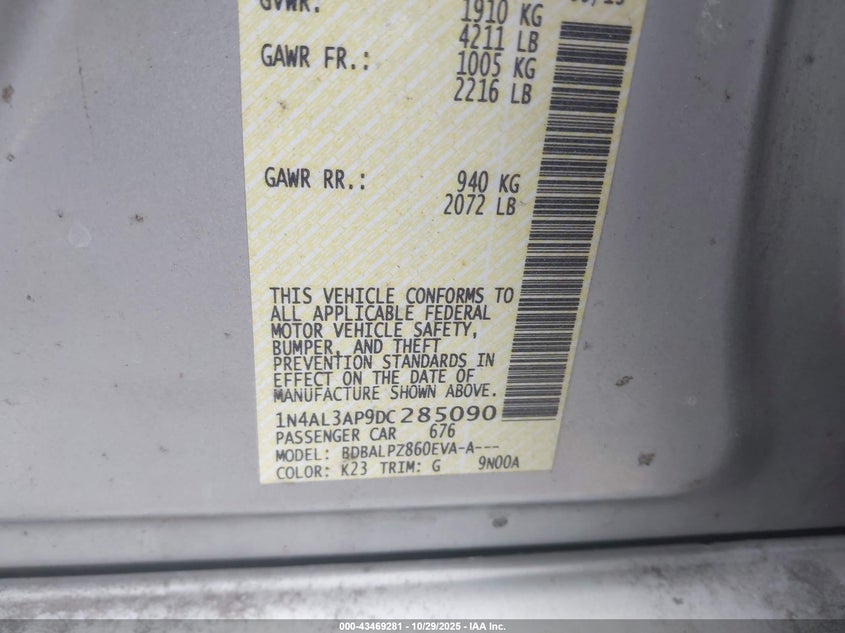 GVWR: 1910 KG
4211 LB
GAWR FR.: 1005 KG
2216 LB
GAWR RR.: 940 KG
2072 LB
THIS VEHICLE CONFORMS TO
ALL APPLICABLE FEDERAL
MOTOR VEHICLE SAFETY,
BUMPER, AND THEFT
PREVENTION STANDARDS IN
EFFECT ON THE DATE OF
MANUFACTURE SHOWN ABOVE.
1N4AL3AP9DC285090
PASSENGER CAR 676
MODEL: BDBALPZ860EVA-A---
COLOR: K23 TRIM: G 9N00A
000-43469281 - 10/29/2025 - IAA Inc.